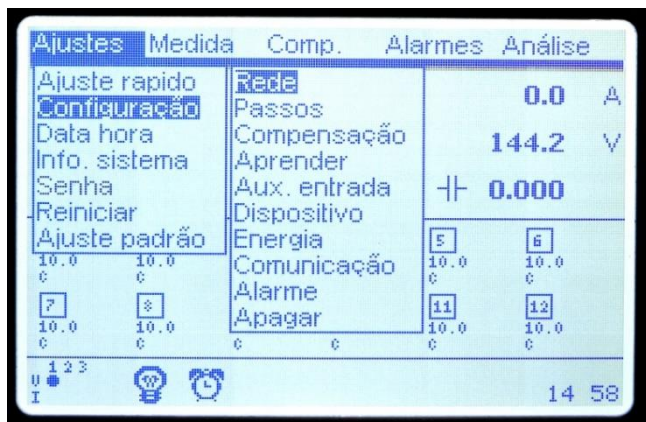 Ajustes Medida Comp. Alarmes Análise
Ajuste rapido
Configuração
Data hora
Info. sistema
Senha
Reiniciar
Ajuste padrão
Rede
Passos
Compensação
Aprender
Aux. entrada
Dispositivo
Energia
Comunicação
Alarme
Apagar
0.0 A
144.2 V
0.000
5 6
10.0 10.0 10.0 10.0
C C C C
7 8 11 12
10.0 10.0 10.0 10.0
C C C C C C
1 2 3
U
I
14 58